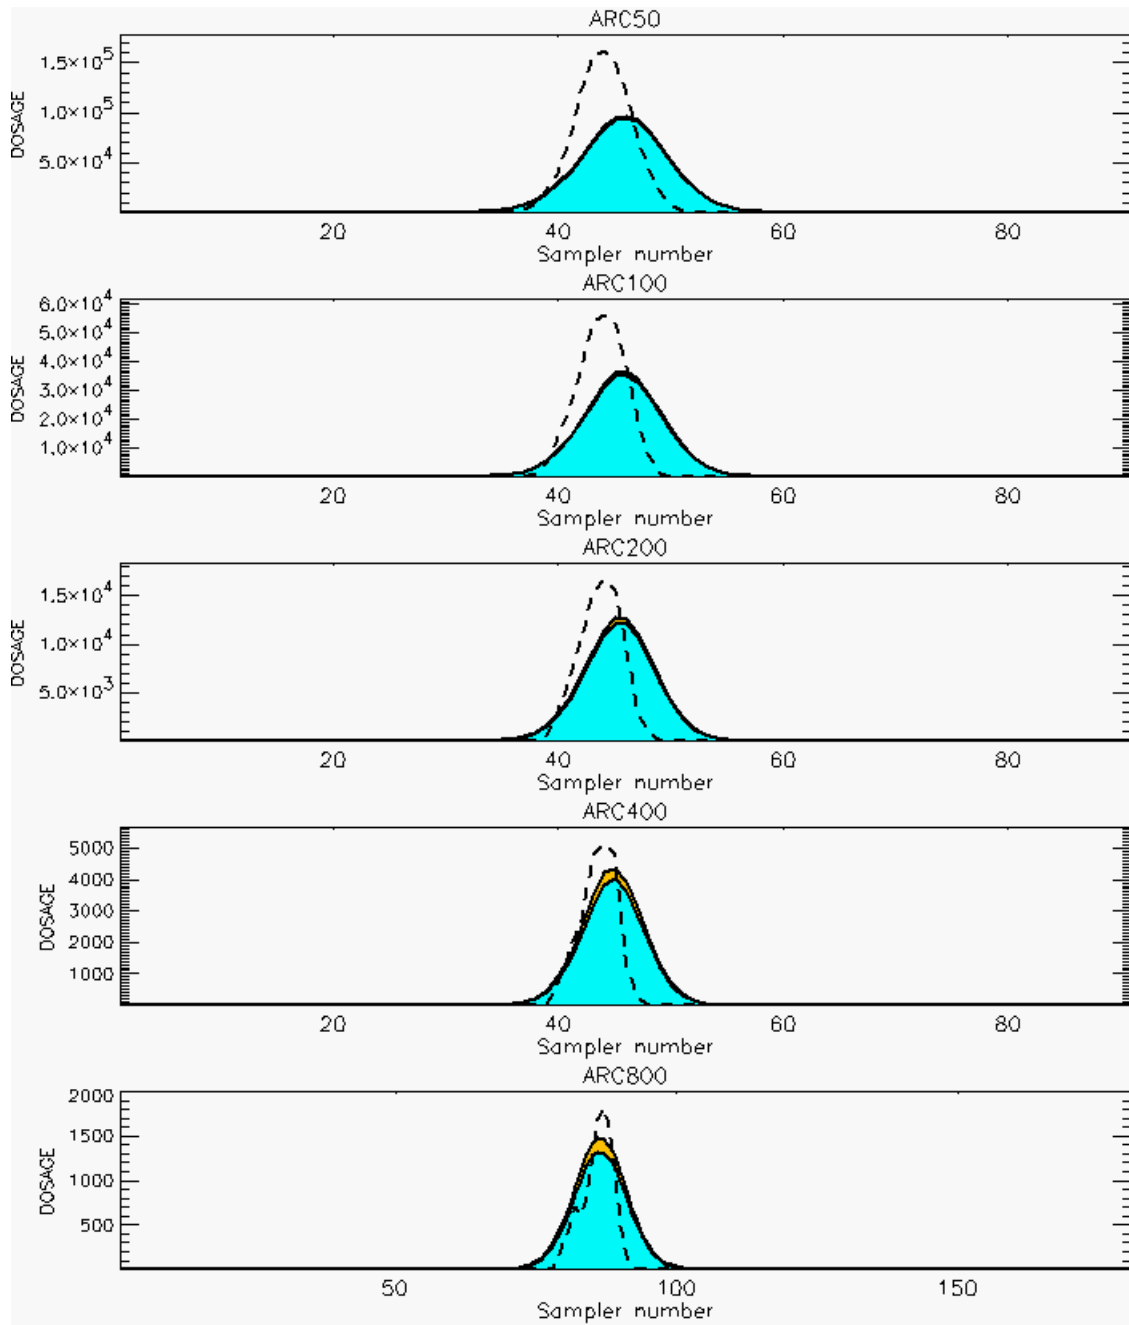 ARC50
1.5×10⁵
1.0×10⁵
5.0×10⁴
DOSAGE
20 40 60 80
Sampler number
ARC100
6.0×10⁴
5.0×10⁴
4.0×10⁴
3.0×10⁴
2.0×10⁴
1.0×10⁴
DOSAGE
20 40 60 80
Sampler number
ARC200
1.5×10⁴
1.0×10⁴
5.0×10³
DOSAGE
20 40 60 80
Sampler number
ARC400
5000
4000
3000
2000
1000
DOSAGE
20 40 60 80
Sampler number
ARC800
2000
1500
1000
500
DOSAGE
50 100 150
Sampler number